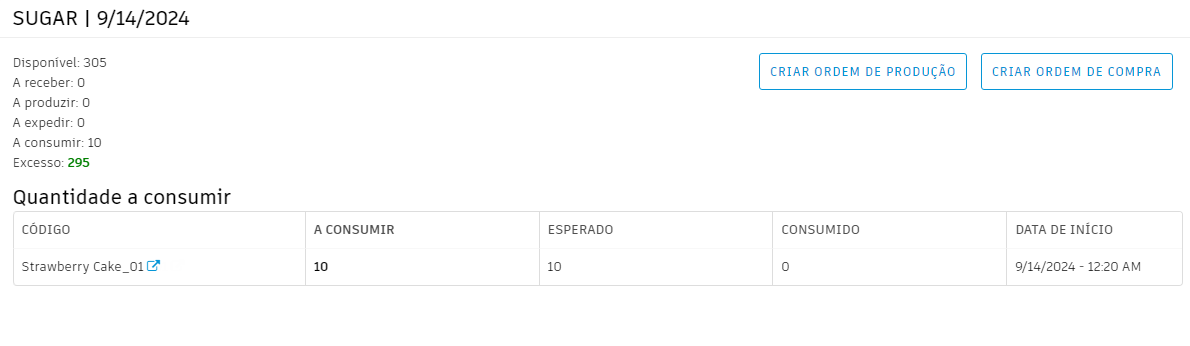 SUGAR | 9/14/2024
Disponível: 305
A receber: 0
A produzir: 0
A expedir: 0
A consumir: 10
Excesso: 295
CRIAR ORDEM DE PRODUÇÃO
CRIAR ORDEM DE COMPRA
Quantidade a consumir
CÓDIGO A CONSUMIR ESPERADO CONSUMIDO DATA DE INÍCIO
Strawberry Cake_01 10 10 0 9/14/2024 - 12:20 AM